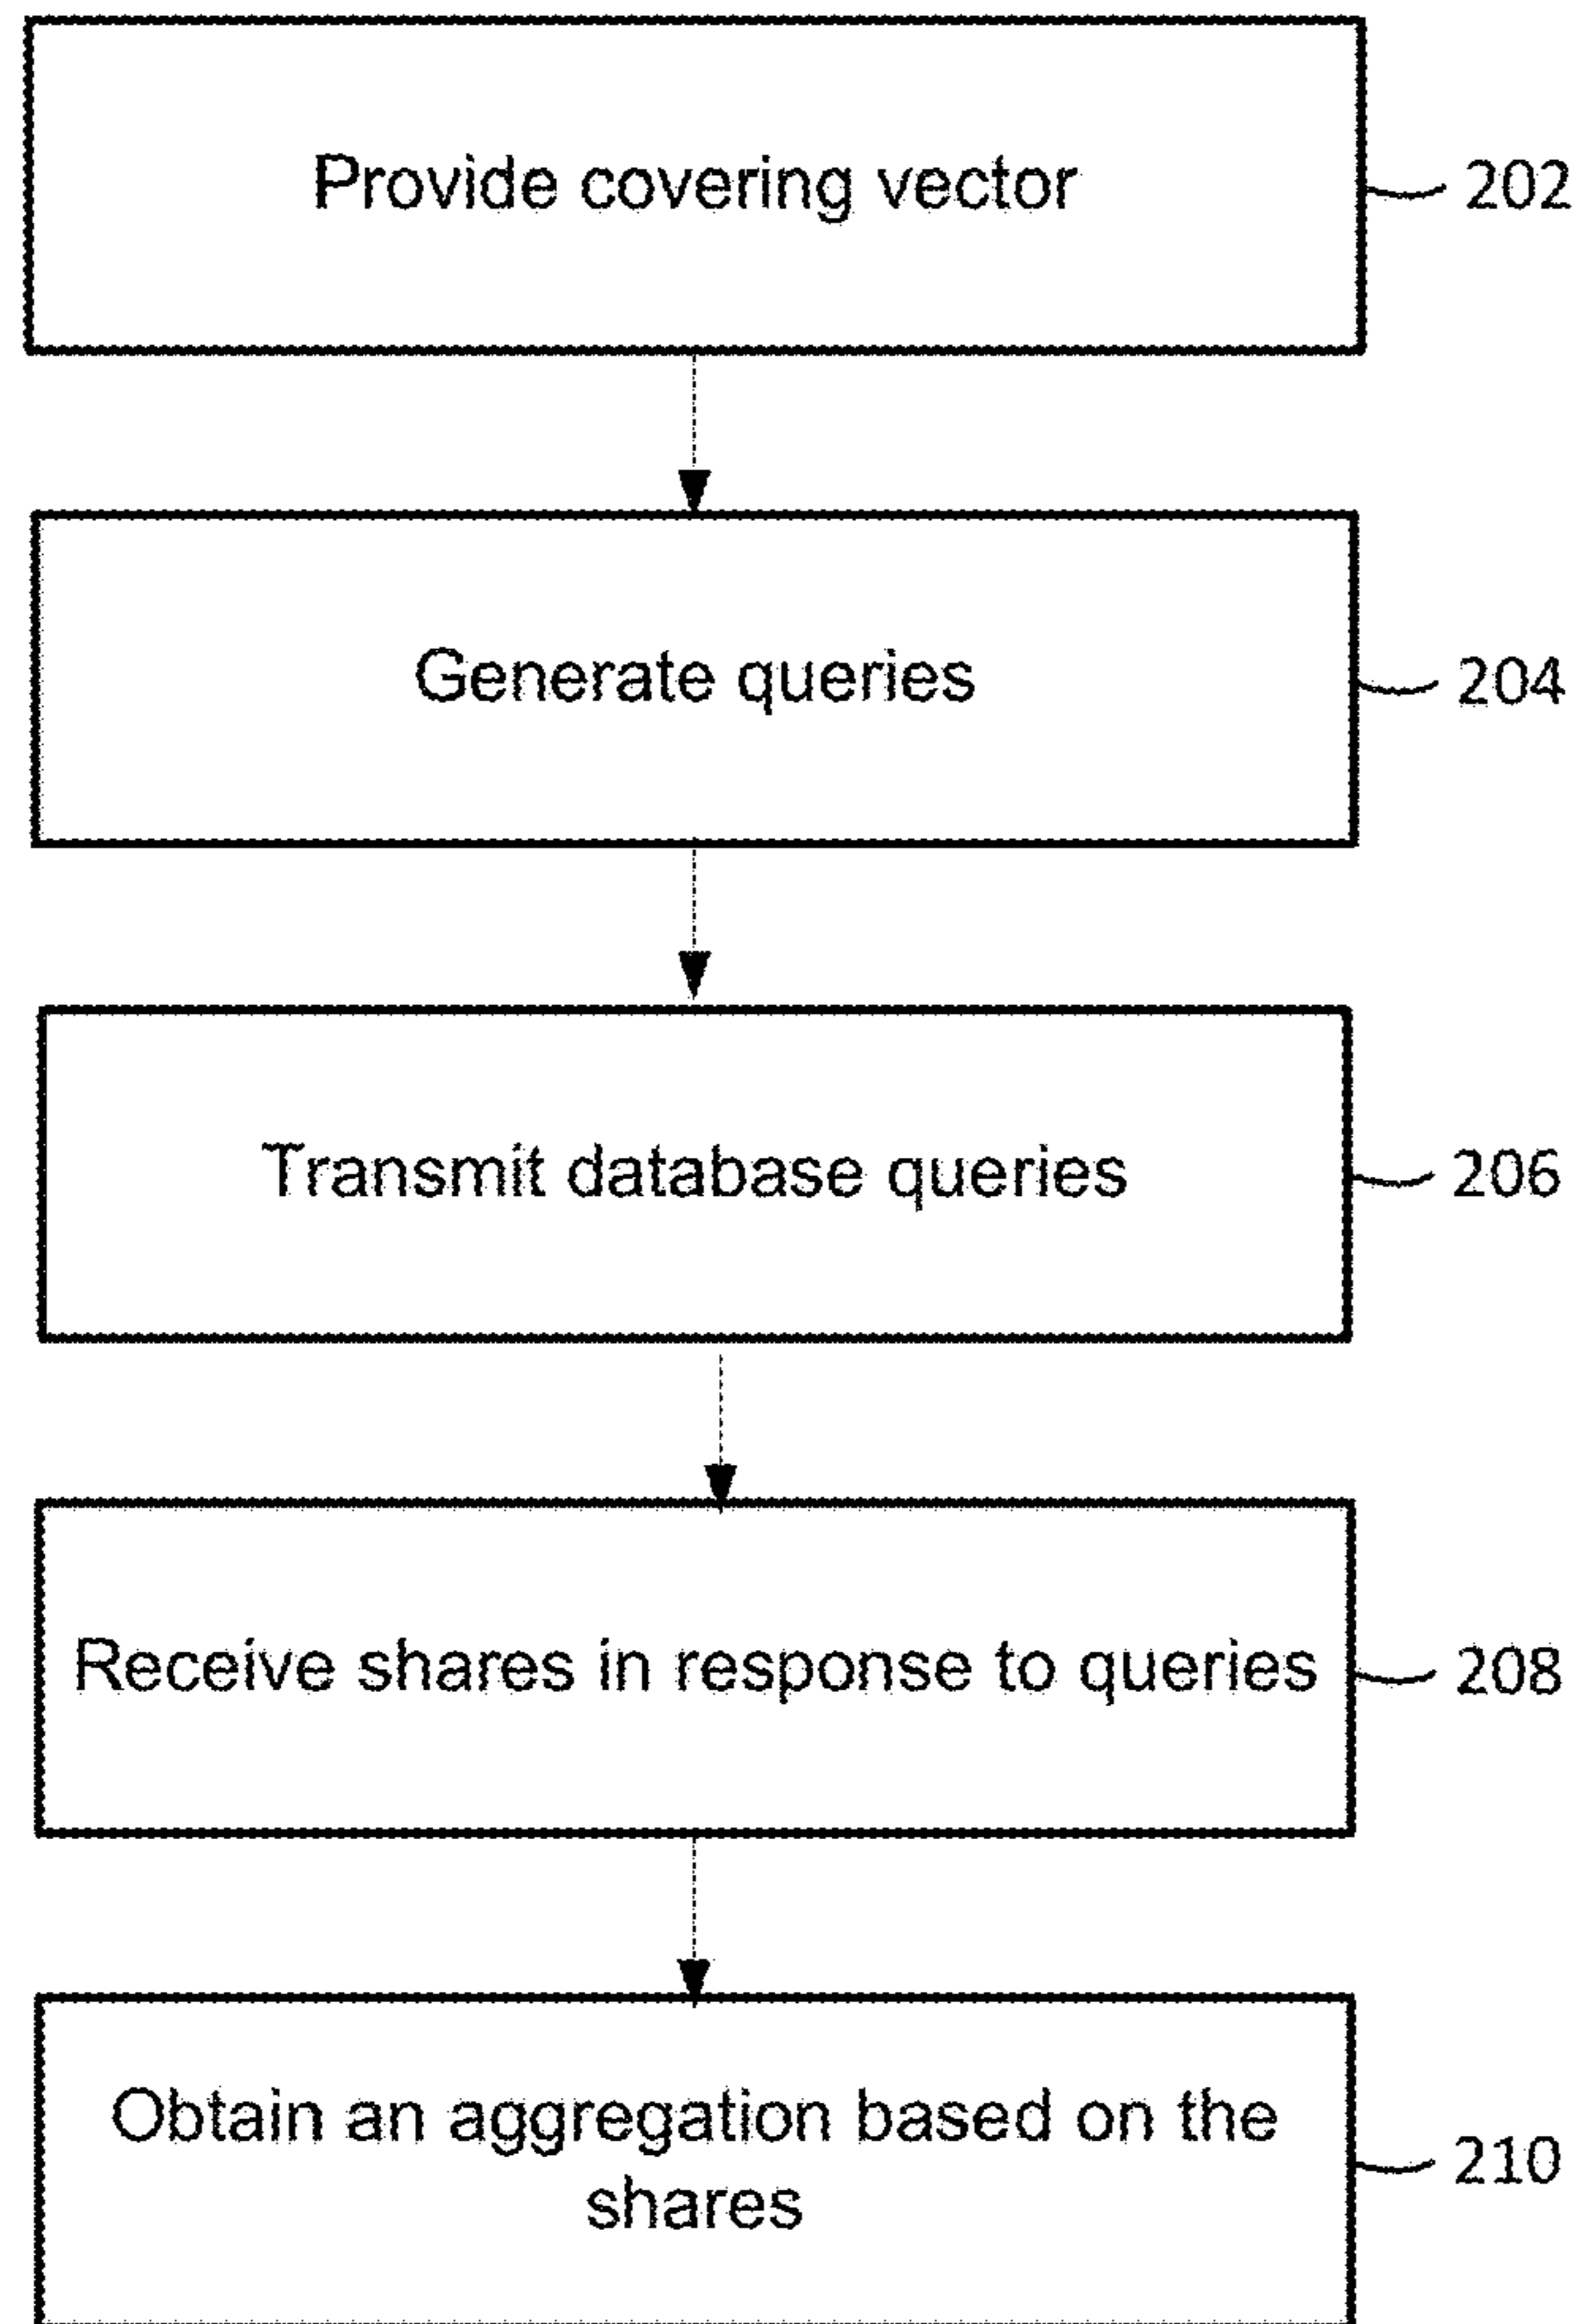 Provide covering vector
202
Generate queries
204
Transmit database queries
206
Receive shares in response to queries
208
Obtain an aggregation based on the
shares
210